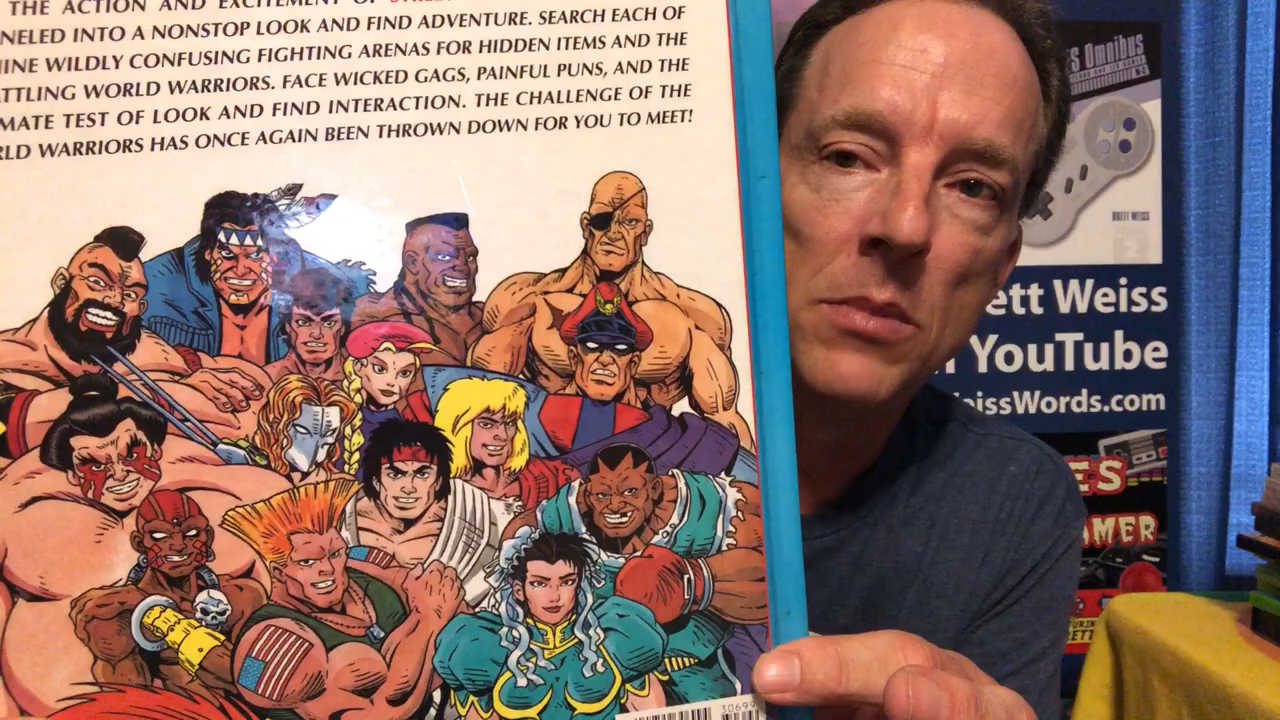 THE ACTION AND EXCITEMENT OF
NELED INTO A NONSTOP LOOK AND FIND ADVENTURE. SEARCH EACH OF
NINE WILDLY CONFUSING FIGHTING ARENAS FOR HIDDEN ITEMS AND THE
ATTLING WORLD WARRIORS. FACE WICKED GAGS, PAINFUL PUNS, AND THE
MATE TEST OF LOOK AND FIND INTERACTION. THE CHALLENGE OF THE
RLD WARRIORS HAS ONCE AGAIN BEEN THROWN DOWN FOR YOU TO MEET!
30699
S Omnibus
BRETT WEISS
ett Weiss
YouTube
eissWords.com
ES
AMER